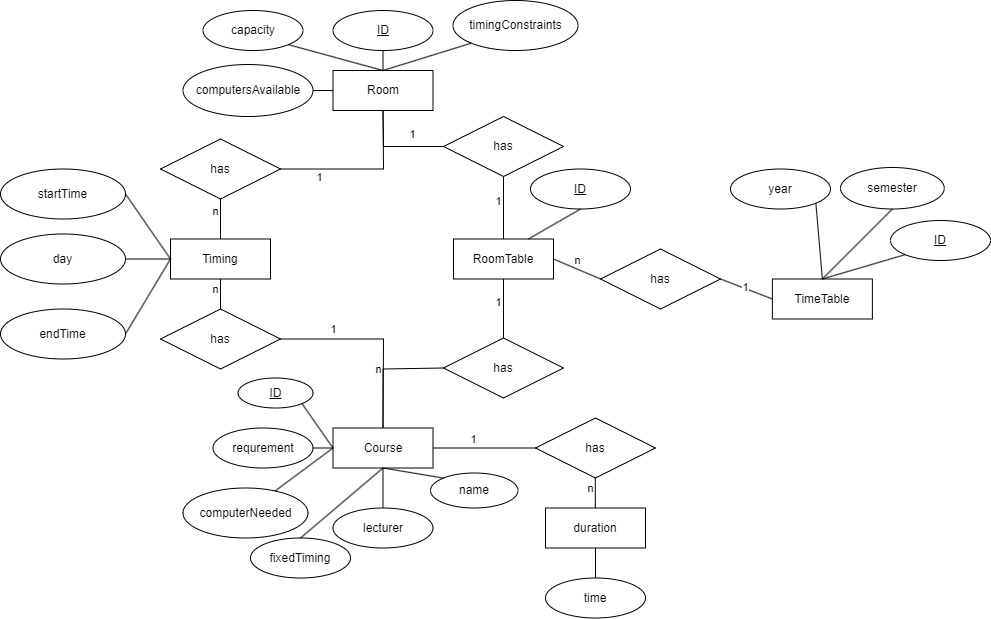 capacity
ID
timingConstraints
computersAvailable
Room
1
has
has
1
startTime
n
1
ID
year
semester
day
Timing
RoomTable
n
has
ID
n
1
1
TimeTable
endTime
has
1
n
has
ID
requrement
Course
1
has
computerNeeded
name
n
lecturer
duration
fixedTiming
time